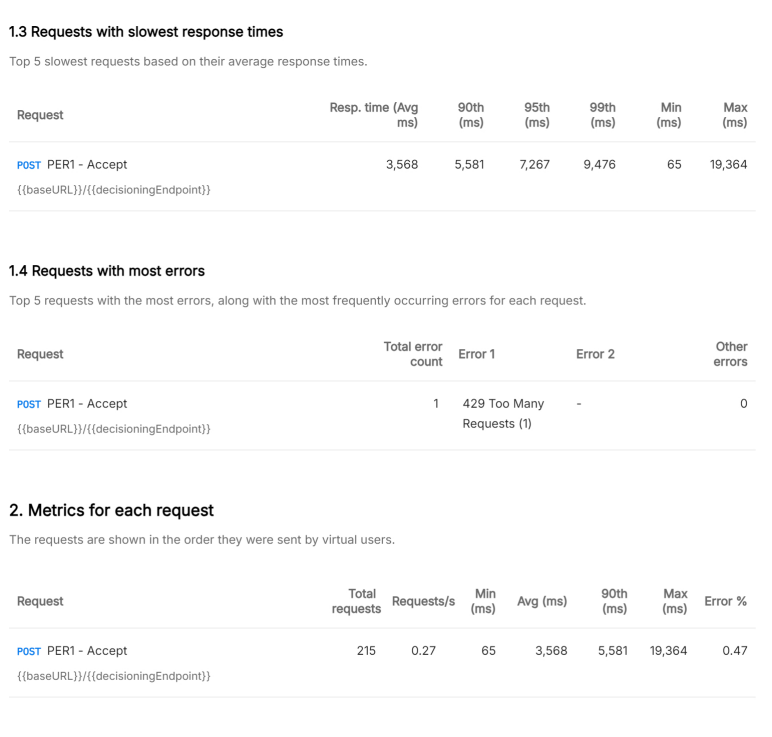 1.3 Requests with slowest response times
Top 5 slowest requests based on their average response times.
Request Resp. time (Avg ms) 90th (ms) 95th (ms) 99th (ms) Min (ms) Max (ms)
POST PER1 - Accept 3,568 5,581 7,267 9,476 65 19,364
{{baseURL}}/{{decisioningEndpoint}}
1.4 Requests with most errors
Top 5 requests with the most errors, along with the most frequently occurring errors for each request.
Request Total error count Error 1 Error 2 Other errors
POST PER1 - Accept 1 429 Too Many Requests (1) - 0
{{baseURL}}/{{decisioningEndpoint}}
2. Metrics for each request
The requests are shown in the order they were sent by virtual users.
Request Total requests Requests/s Min (ms) Avg (ms) 90th (ms) Max (ms) Error %
POST PER1 - Accept 215 0.27 65 3,568 5,581 19,364 0.47
{{baseURL}}/{{decisioningEndpoint}}